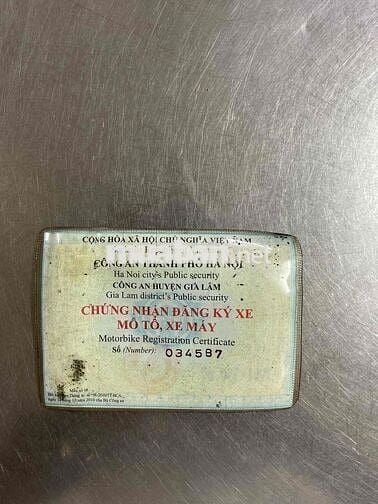 CỘNG HÒA XÃ HỘI CHỦ NGHĨA VIỆT NAM
CÔNG AN THÀNH PHỐ HÀ NỘI
Ha Noi city's Public security
CÔNG AN HUYỆN GIA LÂM
Gia Lam district's Public security
CHỨNG NHẬN ĐĂNG KÝ XE
MÔ TÔ, XE MÁY
Motorbike Registration Certificate
Số (Number): 034587